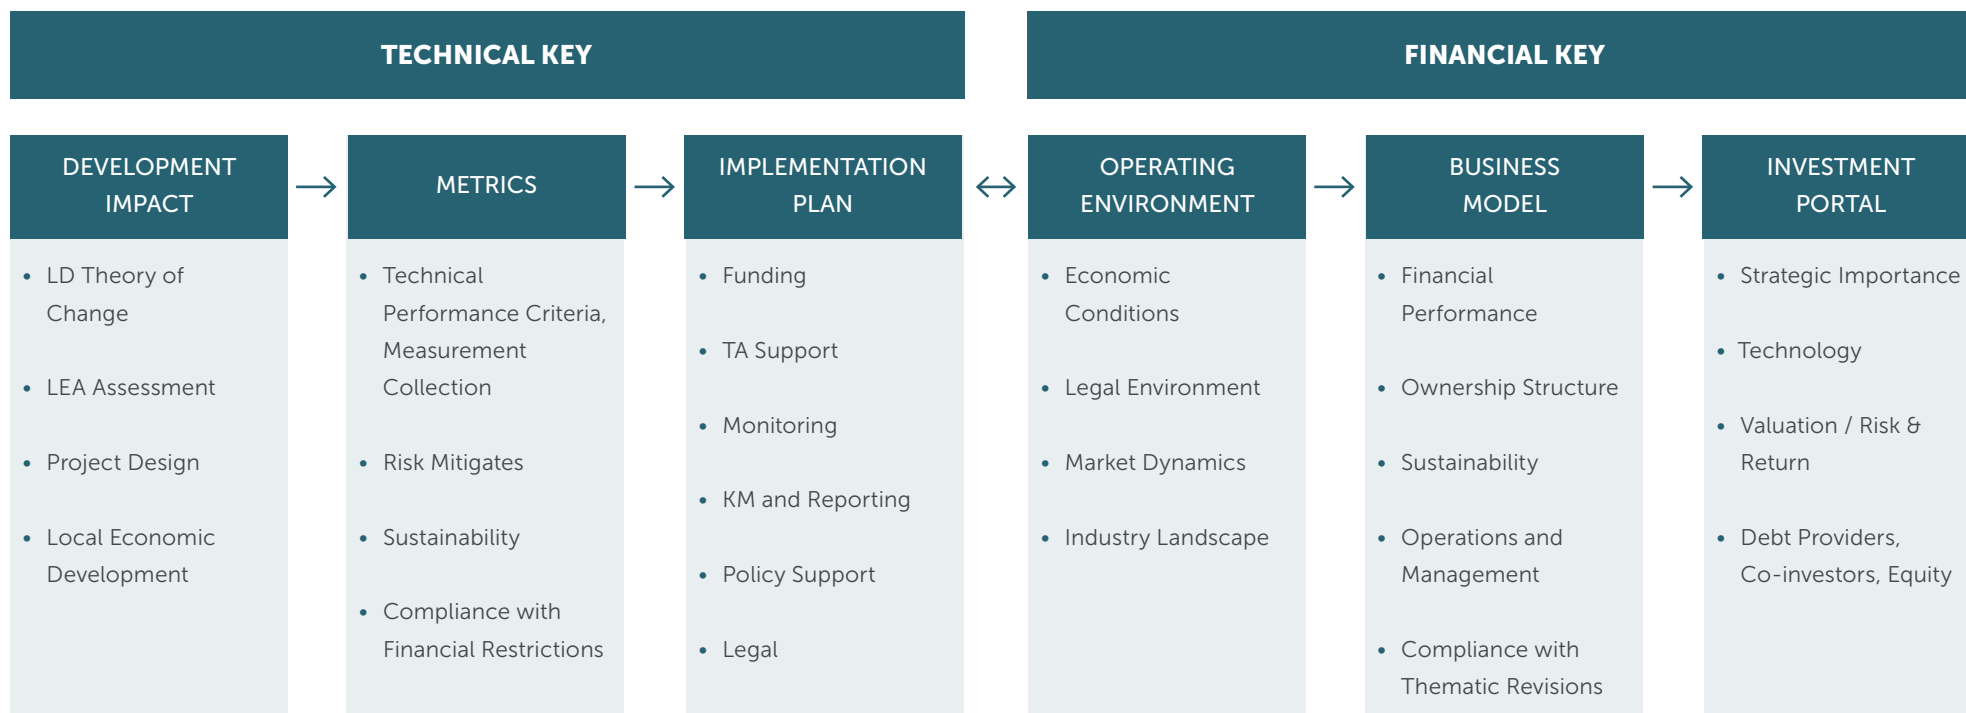 TECHNICAL KEY
FINANCIAL KEY
DEVELOPMENT
IMPACT
• LD Theory of
Change
• LEA Assessment
• Project Design
• Local Economic
Development
METRICS
• Technical
Performance Criteria,
Measurement
Collection
• Risk Mitigates
• Sustainability
• Compliance with
Financial Restrictions
IMPLEMENTATION
PLAN
• Funding
• TA Support
• Monitoring
• KM and Reporting
• Policy Support
• Legal
OPERATING
ENVIRONMENT
• Economic
Conditions
• Legal Environment
• Market Dynamics
• Industry Landscape
BUSINESS
MODEL
• Financial
Performance
• Ownership Structure
• Sustainability
• Operations and
Management
• Compliance with
Thematic Revisions
INVESTMENT
PORTAL
• Strategic Importance
• Technology
• Valuation / Risk &
Return
• Debt Providers,
Co-investors, Equity